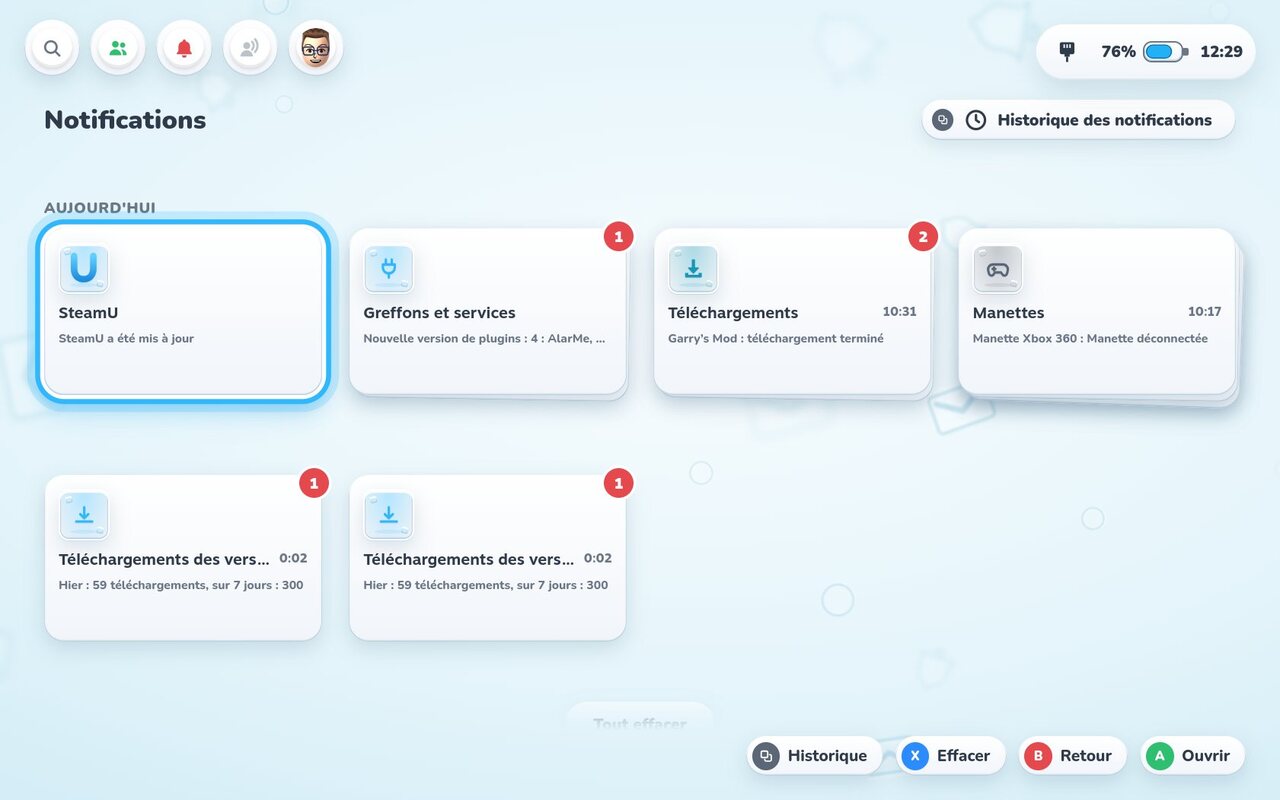 76% 12:29
Notifications
Historique des notifications
AUJOURD'HUI
1
2
U
SteamU
SteamU a été mis à jour
Greffons et services
Nouvelle version de plugins : 4 : AlarMe, ...
Téléchargements 10:31
Garry's Mod : téléchargement terminé
Manettes 10:17
Manette Xbox 360 : Manette déconnectée
1
1
Téléchargements des vers... 0:02
Hier : 59 téléchargements, sur 7 jours : 300
Téléchargements des vers... 0:02
Hier : 59 téléchargements, sur 7 jours : 300
Tout effacer
Historique
X Effacer
B Retour
A Ouvrir